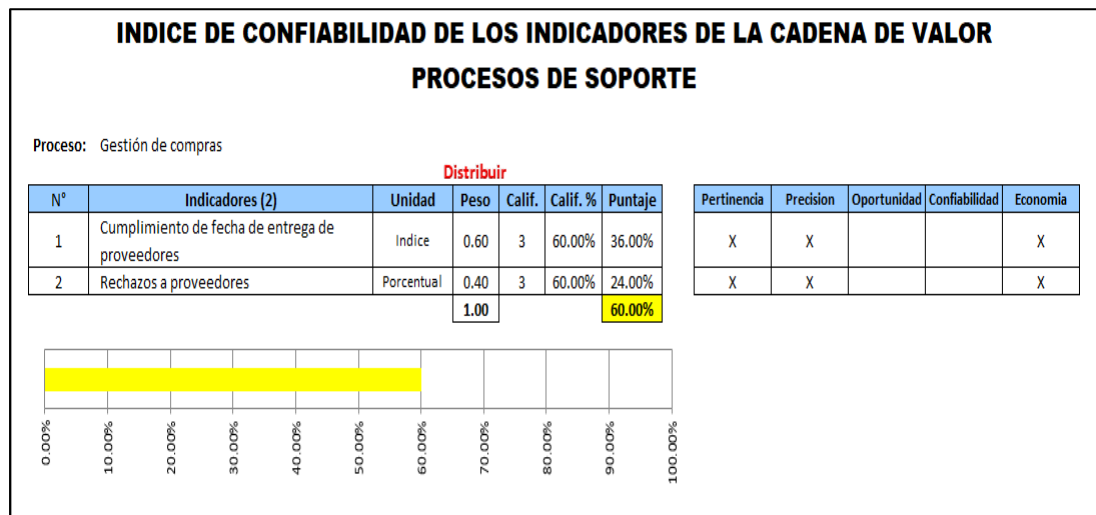 INDICE DE CONFIABILIDAD DE LOS INDICADORES DE LA CADENA DE VALOR
PROCESOS DE SOPORTE
Proceso: Gestión de compras
Distribuir
N° Indicadores (2) Unidad Peso Calif. Calif. % Puntaje Pertinencia Precision Oportunidad Confiabilidad Economia
1 Cumplimiento de fecha de entrega de proveedores Indice 0.60 3 60.00% 36.00% X X X
2 Rechazos a proveedores Porcentual 0.40 3 60.00% 24.00% X X X
1.00 60.00%
0.00% 10.00% 20.00% 30.00% 40.00% 50.00% 60.00% 70.00% 80.00% 90.00% 100.00%